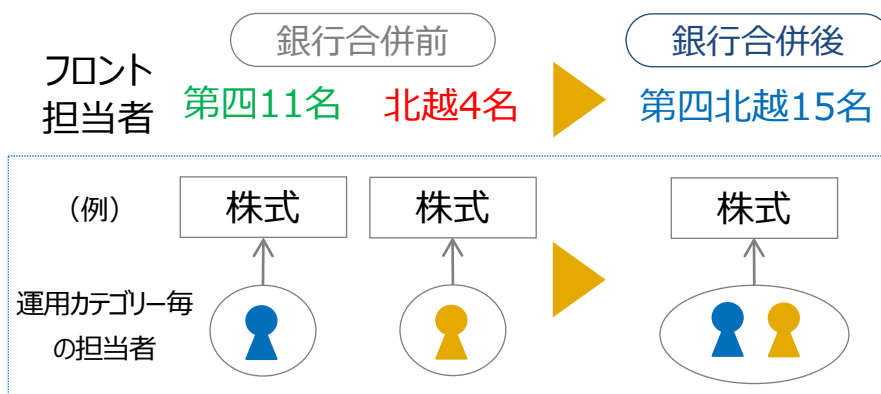 銀行合併前
銀行合併後
フロント
担当者
第四11名
北越4名
第四北越15名
（例）
株式
株式
株式
運用カテゴリー毎
の担当者